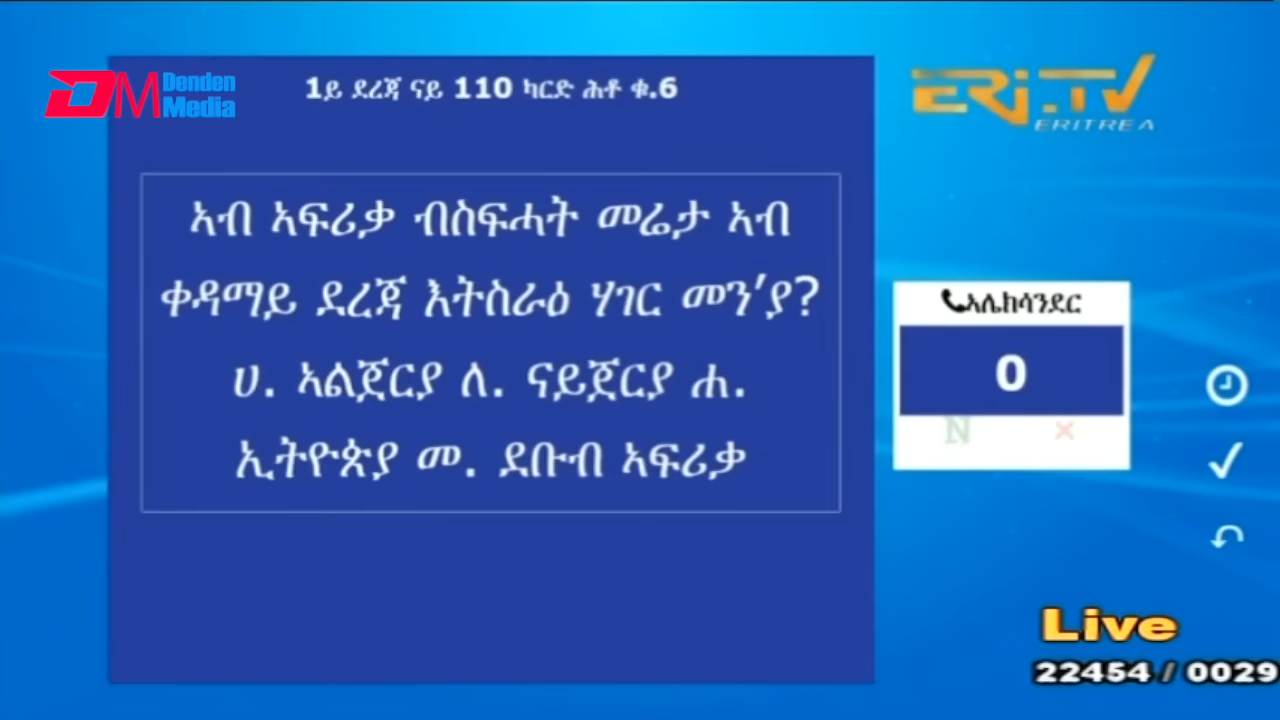 Denden
Media
DM
1ይ ደረጃ ናይ 110 ካርድ ሕቶ ቁ.6
ERi.TV
ERITREA
ኣብ ኣፍሪቃ ብስፍሓት መሬታ ኣብ
ቀዳማይ ደረጃ እትስራዕ ሃገር መን'ያ?
ሀ. ኣልጀርያ ለ. ናይጀርያ ሐ.
ኢትዮጵያ መ. ደቡብ ኣፍሪቃ
ኣሌክሳንደር
0
N ×
Live
22454 / 0029